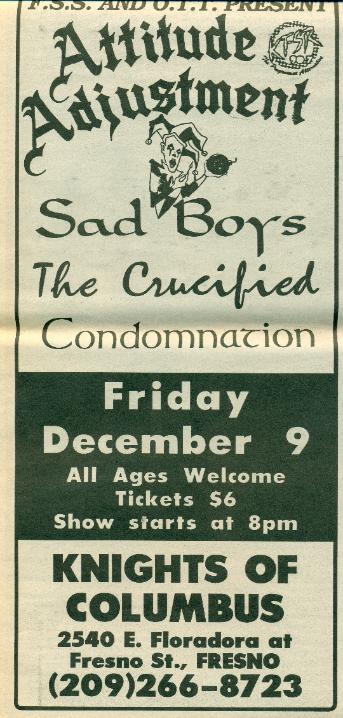 F.S.S. AND O.T.T. PRESENT
Attitude
Adjustment
Sad Boys
The Crucified
Condomnation
Friday
December 9
All Ages Welcome
Tickets $6
Show starts at 8pm
KNIGHTS OF
COLUMBUS
2540 E. Floradora at
Fresno St., FRESNO
(209)266-8723